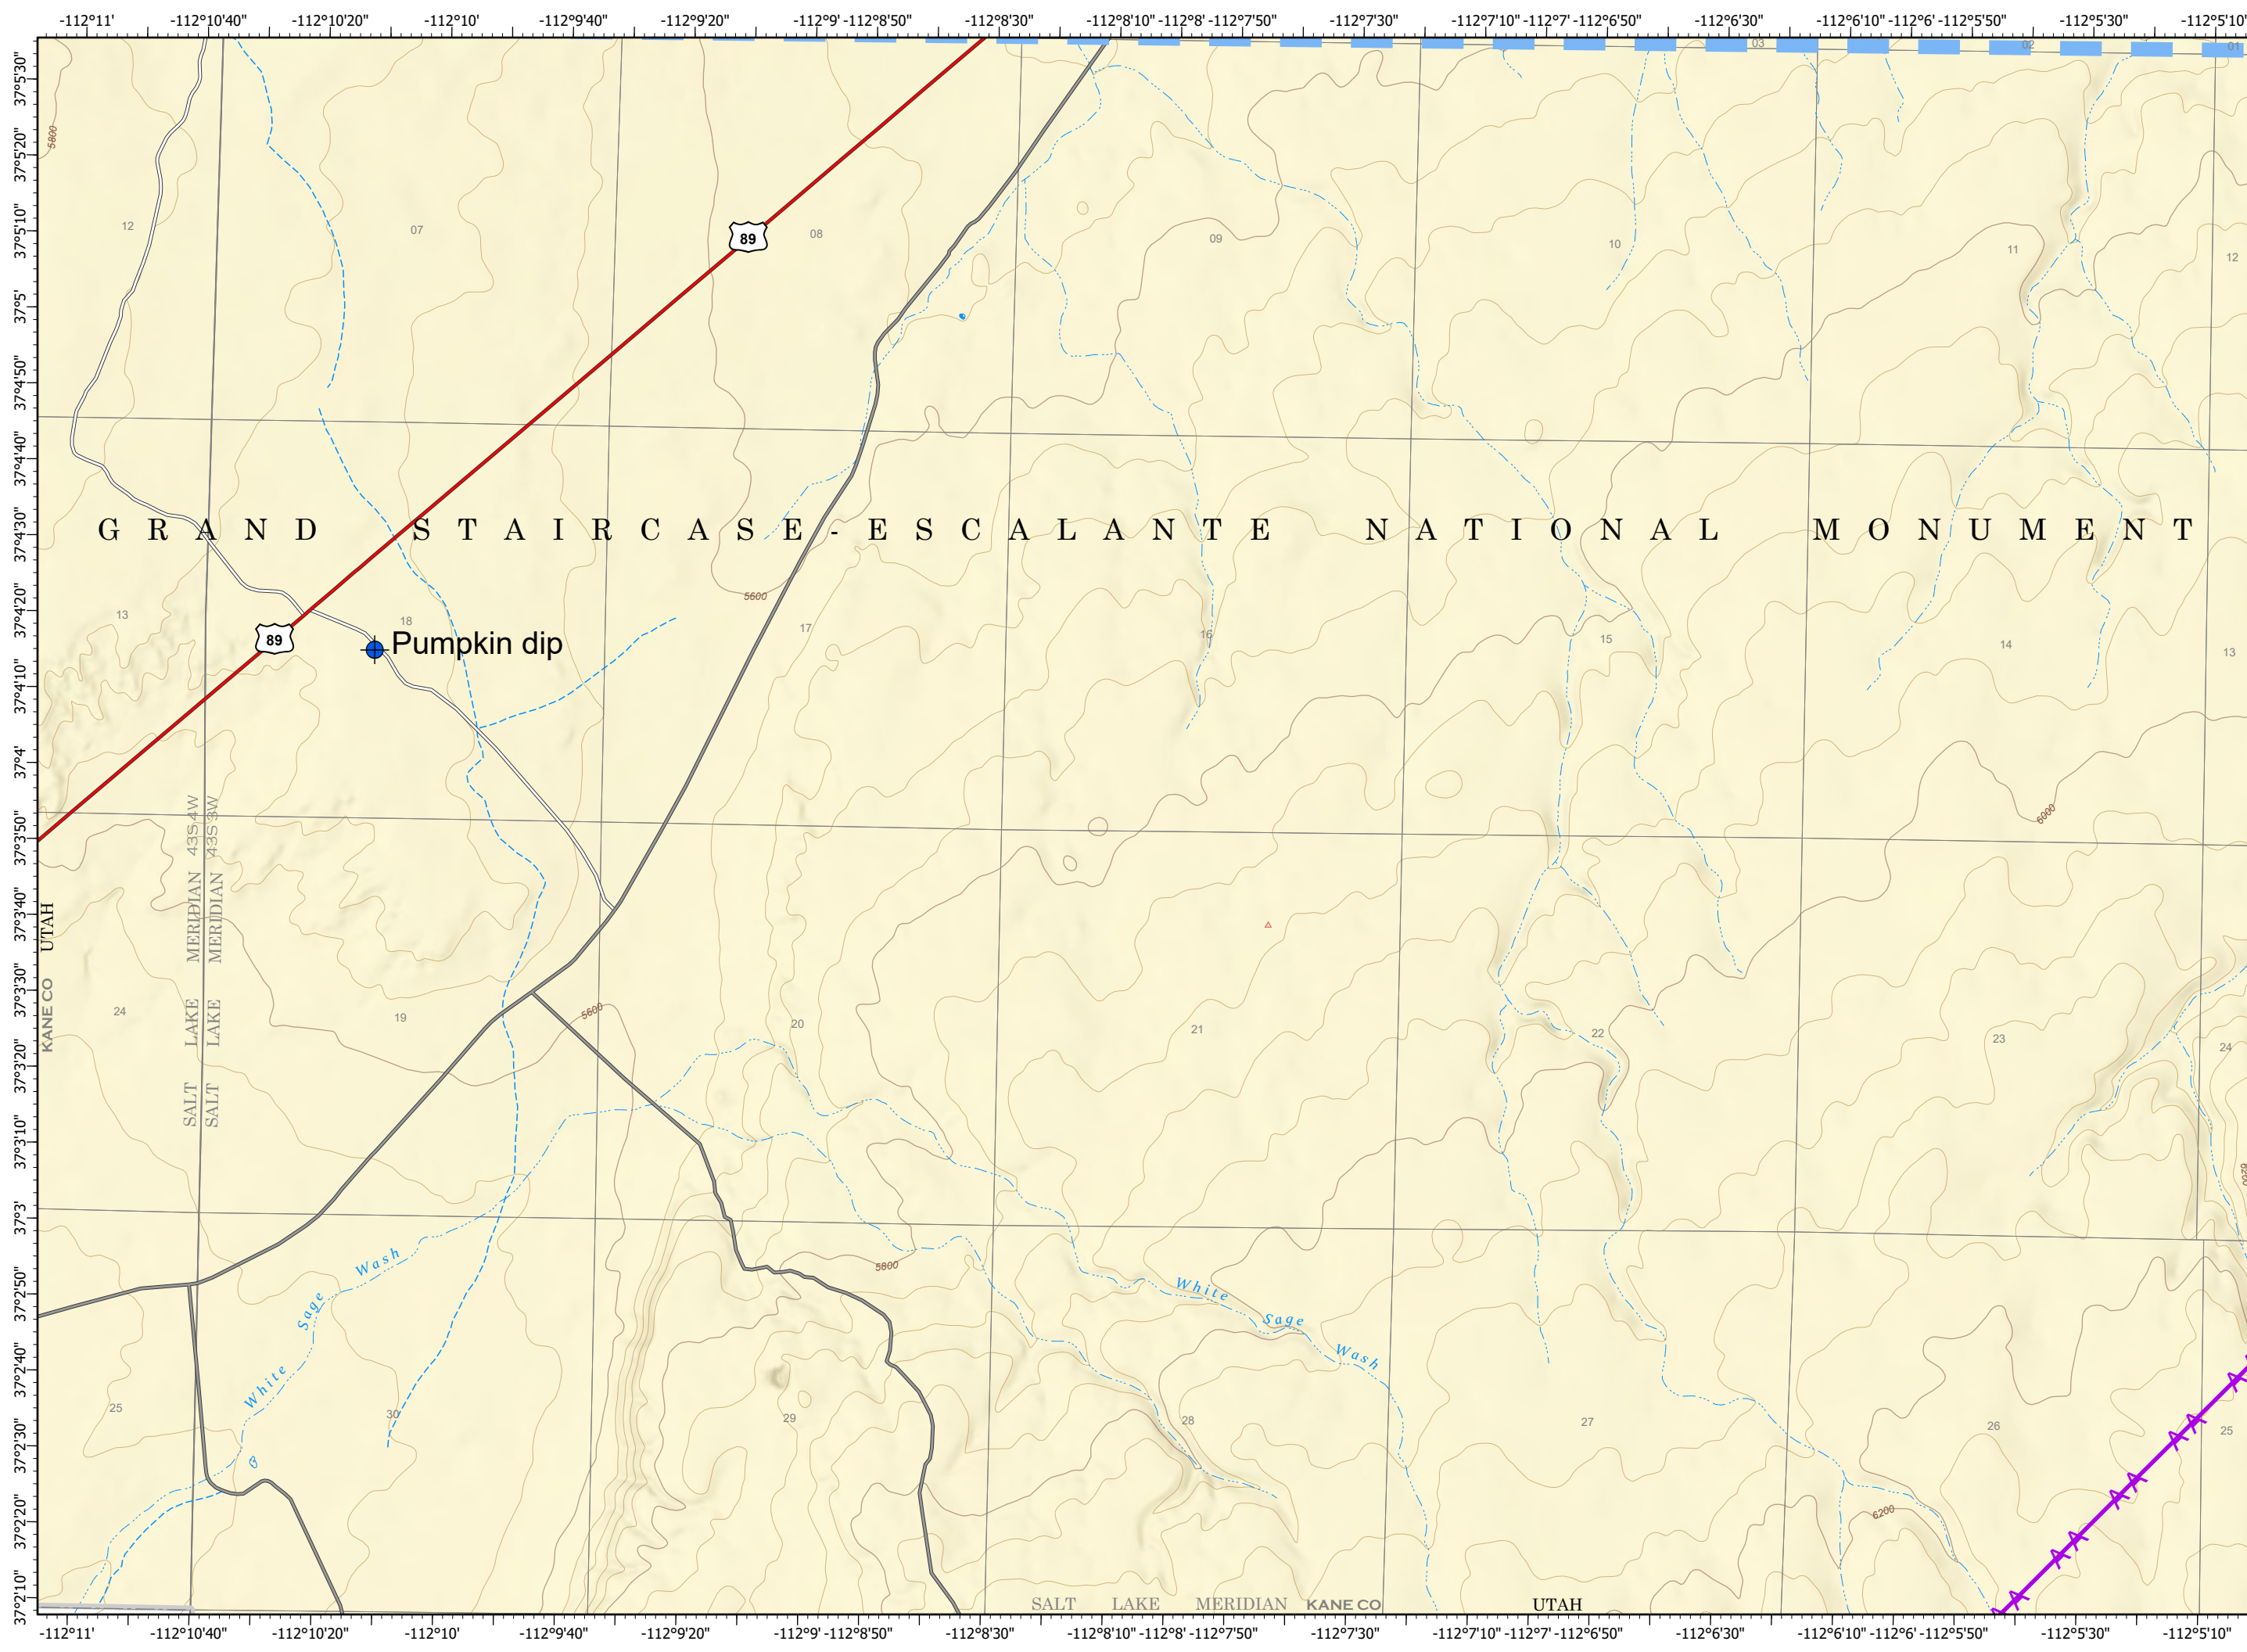 -112°11' -112°10'40" -112°10'20" -112°10' -112°9'40" -112°9'20" -112°9' -112°8'50" -112°8'30" -112°8'10" -112°8' -112°7'50" -112°7'30" -112°7'10" -112°7' -112°6'50" -112°6'30" -112°6'10" -112°6' -112°5'50" -112°5'30" -112°5'10"
03 02 01
37°5'30"
5800
37°5'20"
37°5'10"
12 07 89 08 09 10 11 12
37°5'
37°4'50"
37°4'40"
37°4'30"
GRAND STAIRCASE-ESCALANTE NATIONAL MONUMENT
5600
37°4'20"
13 89 18 17 16 15 14 13
Pumpkin dip
37°4'10"
37°4'
37°3'50"
6000
SALT LAKE MERIDIAN 43S 4W
SALT LAKE MERIDIAN 43S 3W
KANE CO UTAH
37°3'40"
37°3'30"
5600
24 19 20 21 22 23 24
37°3'20"
37°3'10"
6200
37°3'
White Sage Wash
5800
37°2'50"
White Sage Wash
37°2'40"
25 30 29 28 27 26 25
37°2'30"
6200
37°2'20"
37°2'10"
SALT LAKE MERIDIAN KANE CO UTAH
-112°11' -112°10'40" -112°10'20" -112°10' -112°9'40" -112°9'20" -112°9' -112°8'50" -112°8'30" -112°8'10" -112°8' -112°7'50" -112°7'30" -112°7'10" -112°7' -112°6'50" -112°6'30" -112°6'10" -112°6' -112°5'50" -112°5'30" -112°5'10"